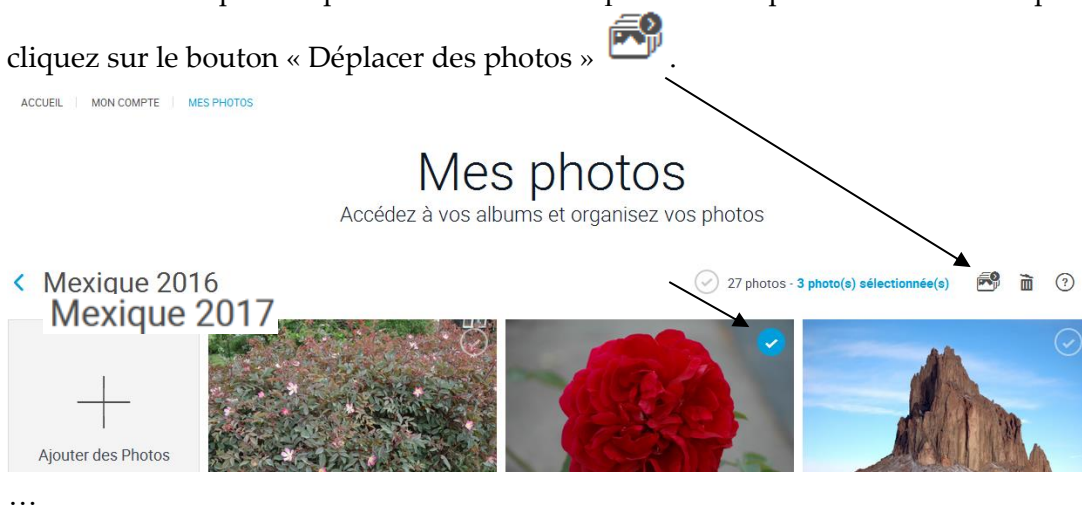 cliquez sur le bouton « Déplacer des photos » .
ACCUEIL | MON COMPTE | MES PHOTOS
Mes photos
Accédez à vos albums et organisez vos photos
Mexique 2016
27 photos - 3 photo(s) sélectionnée(s) ?
Mexique 2017
Ajouter des Photos
…